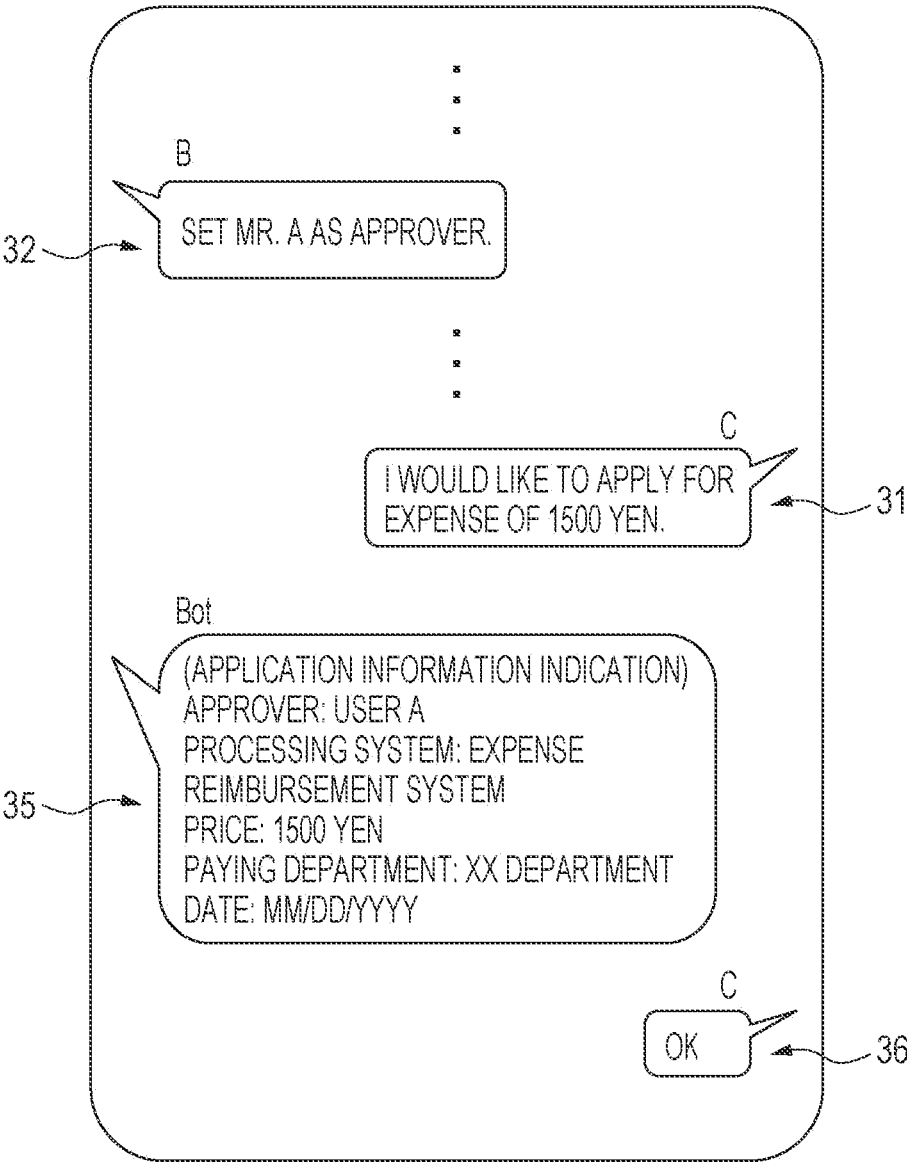 B
SET MR. A AS APPROVER.
32
C
I WOULD LIKE TO APPLY FOR
EXPENSE OF 1500 YEN.
31
Bot
(APPLICATION INFORMATION INDICATION)
APPROVER: USER A
PROCESSING SYSTEM: EXPENSE
REIMBURSEMENT SYSTEM
35
PRICE: 1500 YEN
PAYING DEPARTMENT: XX DEPARTMENT
DATE: MM/DD/YYYY
C
OK
36